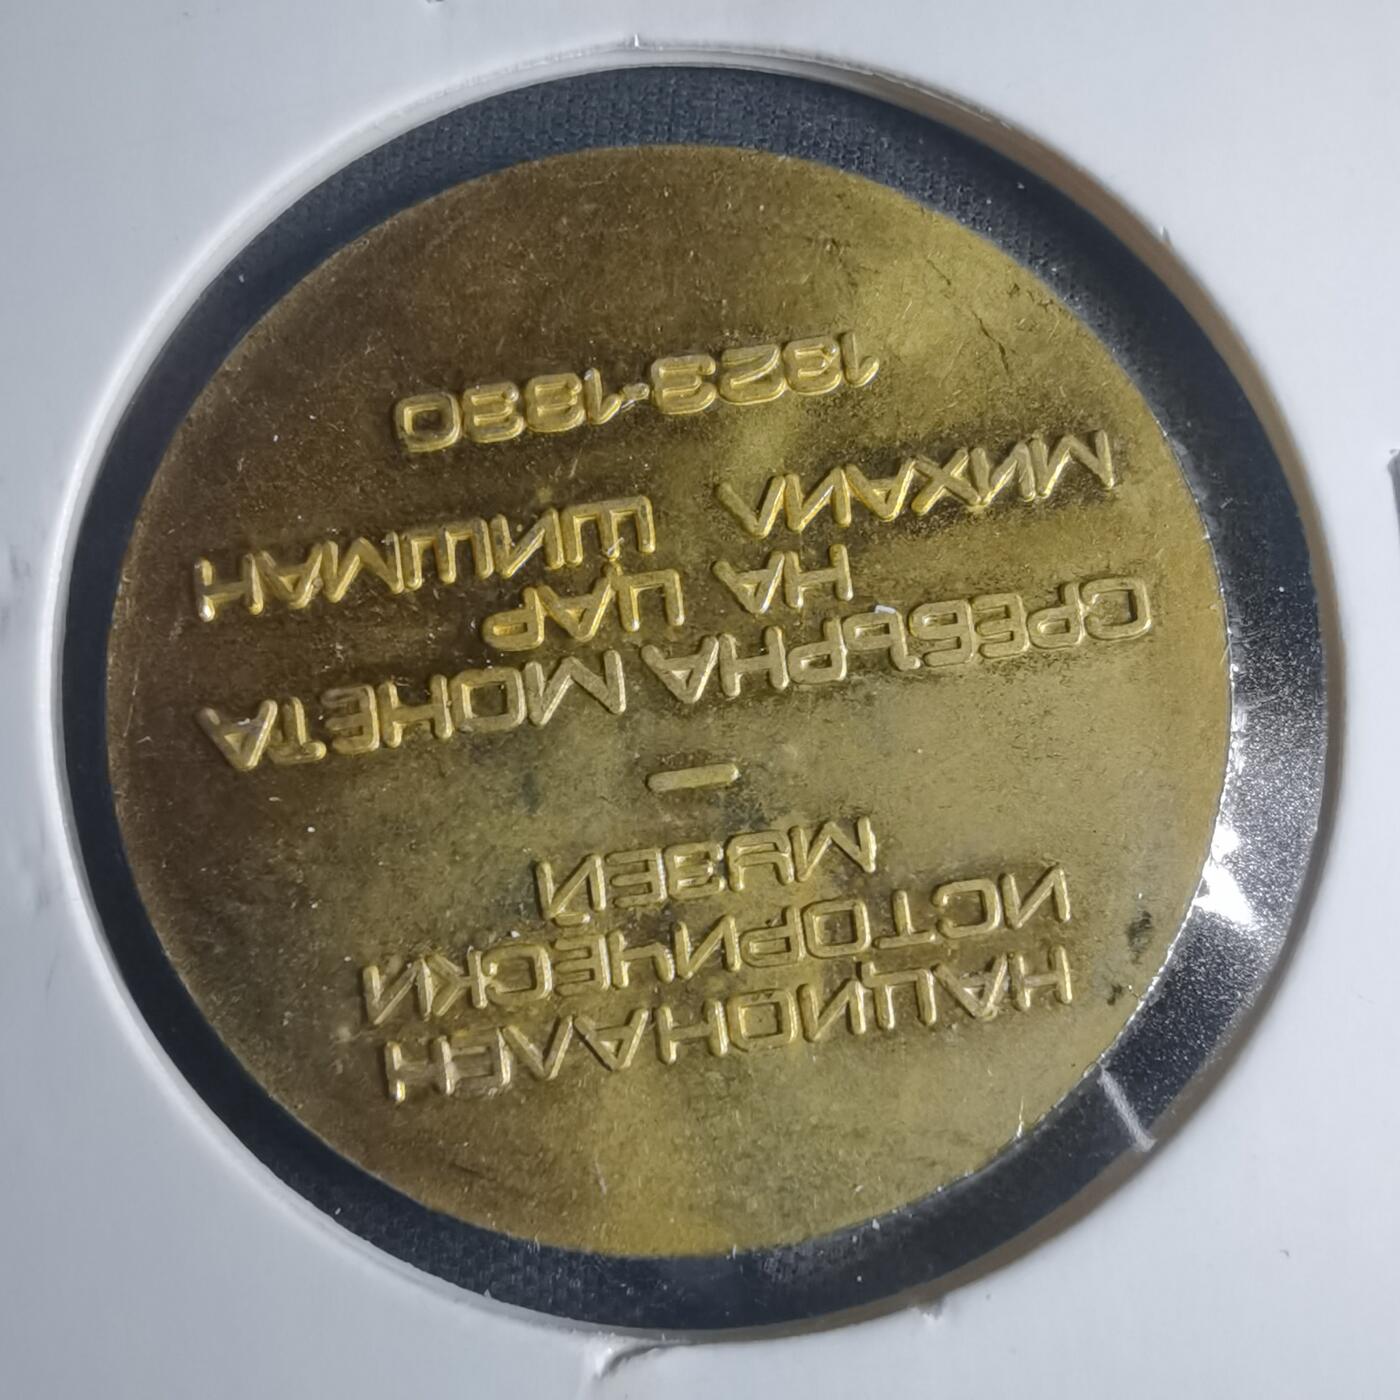 НАЦИОНАЛЕН
ИСТОРИЧЕСКИ
МУЗЕЙ
—
СРЕБЪРНА МОНЕТА
НА ЦАР
МИХАИЛ ШИШМАН
1323-1330